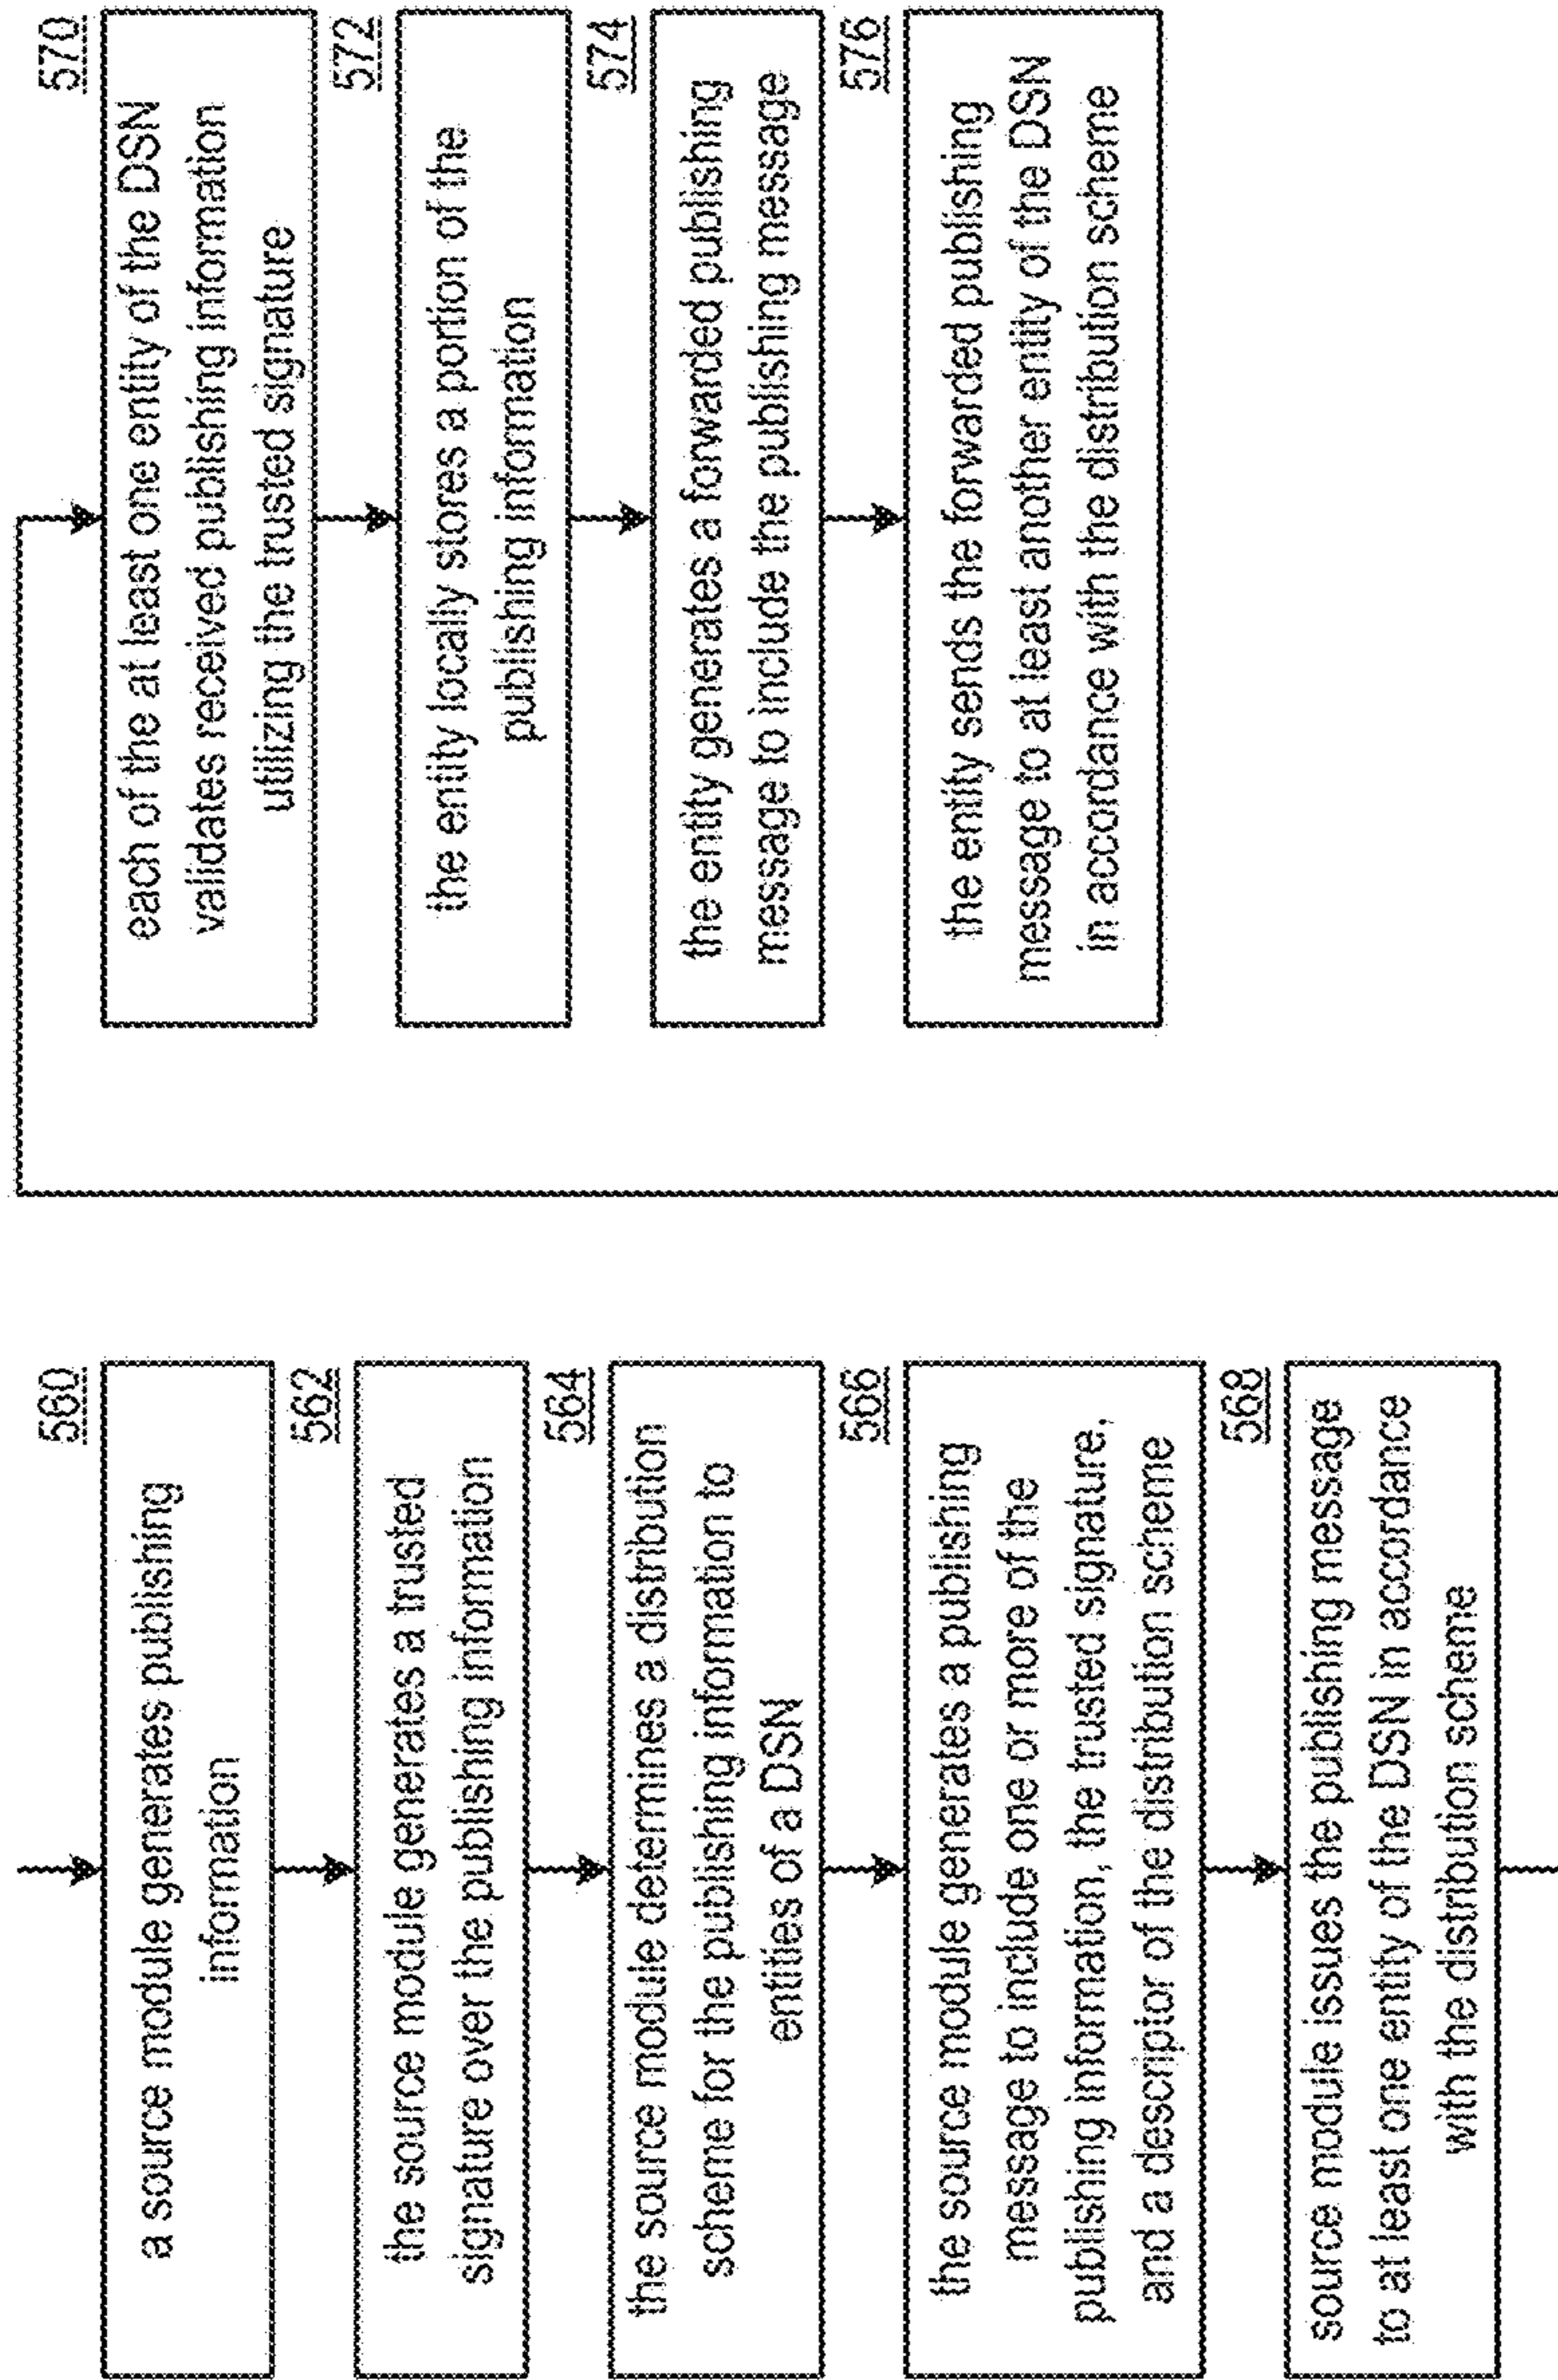 560
a source module generates publishing
information
562
the source module generates a trusted
signature over the publishing information
564
the source module determines a distribution
scheme for the publishing information to
entities of a DSN
566
the source module generates a publishing
message to include one or more of the
publishing information, the trusted signature,
and a descriptor of the distribution scheme
568
source module issues the publishing message
to at least one entity of the DSN in accordance
with the distribution scheme
570
each of the at least one entity of the DSN
validates received publishing information
utilizing the trusted signature
572
the entity locally stores a portion of the
publishing information
574
the entity generates a forwarded publishing
message to include the publishing message
576
the entity sends the forwarded publishing
message to at least another entity of the DSN
in accordance with the distribution scheme